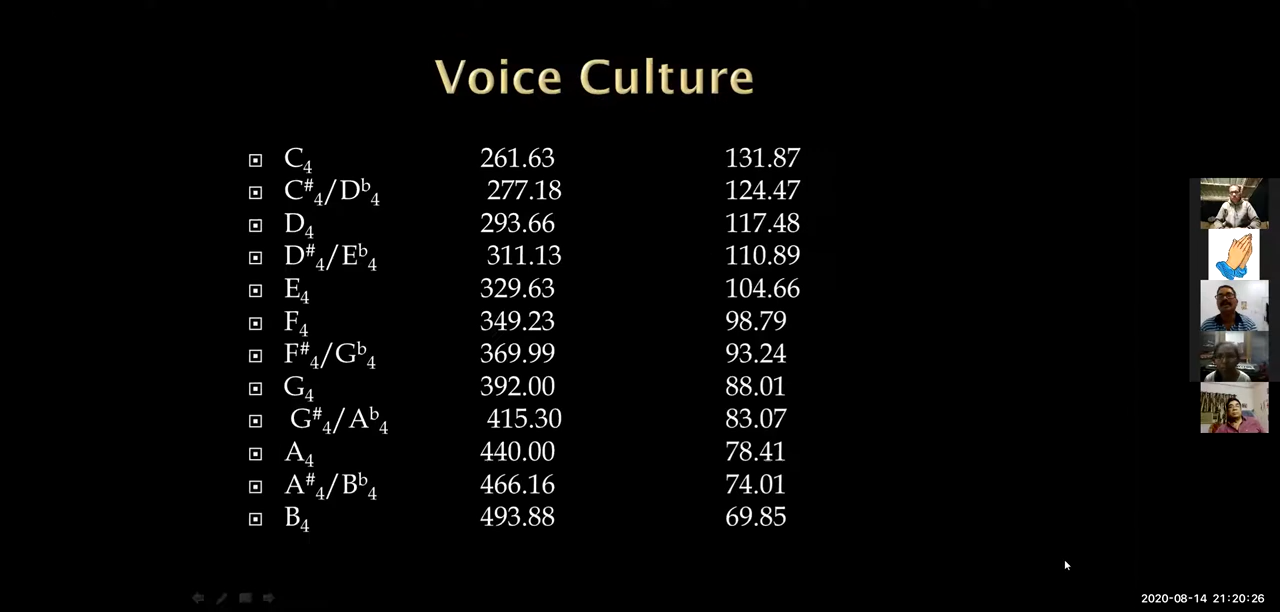 Voice Culture
C4 261.63 131.87
C#4/Db4 277.18 124.47
D4 293.66 117.48
D#4/Eb4 311.13 110.89
E4 329.63 104.66
F4 349.23 98.79
F#4/Gb4 369.99 93.24
G4 392.00 88.01
G#4/Ab4 415.30 83.07
A4 440.00 78.41
A#4/Bb4 466.16 74.01
B4 493.88 69.85
2020-08-14 21:20:26